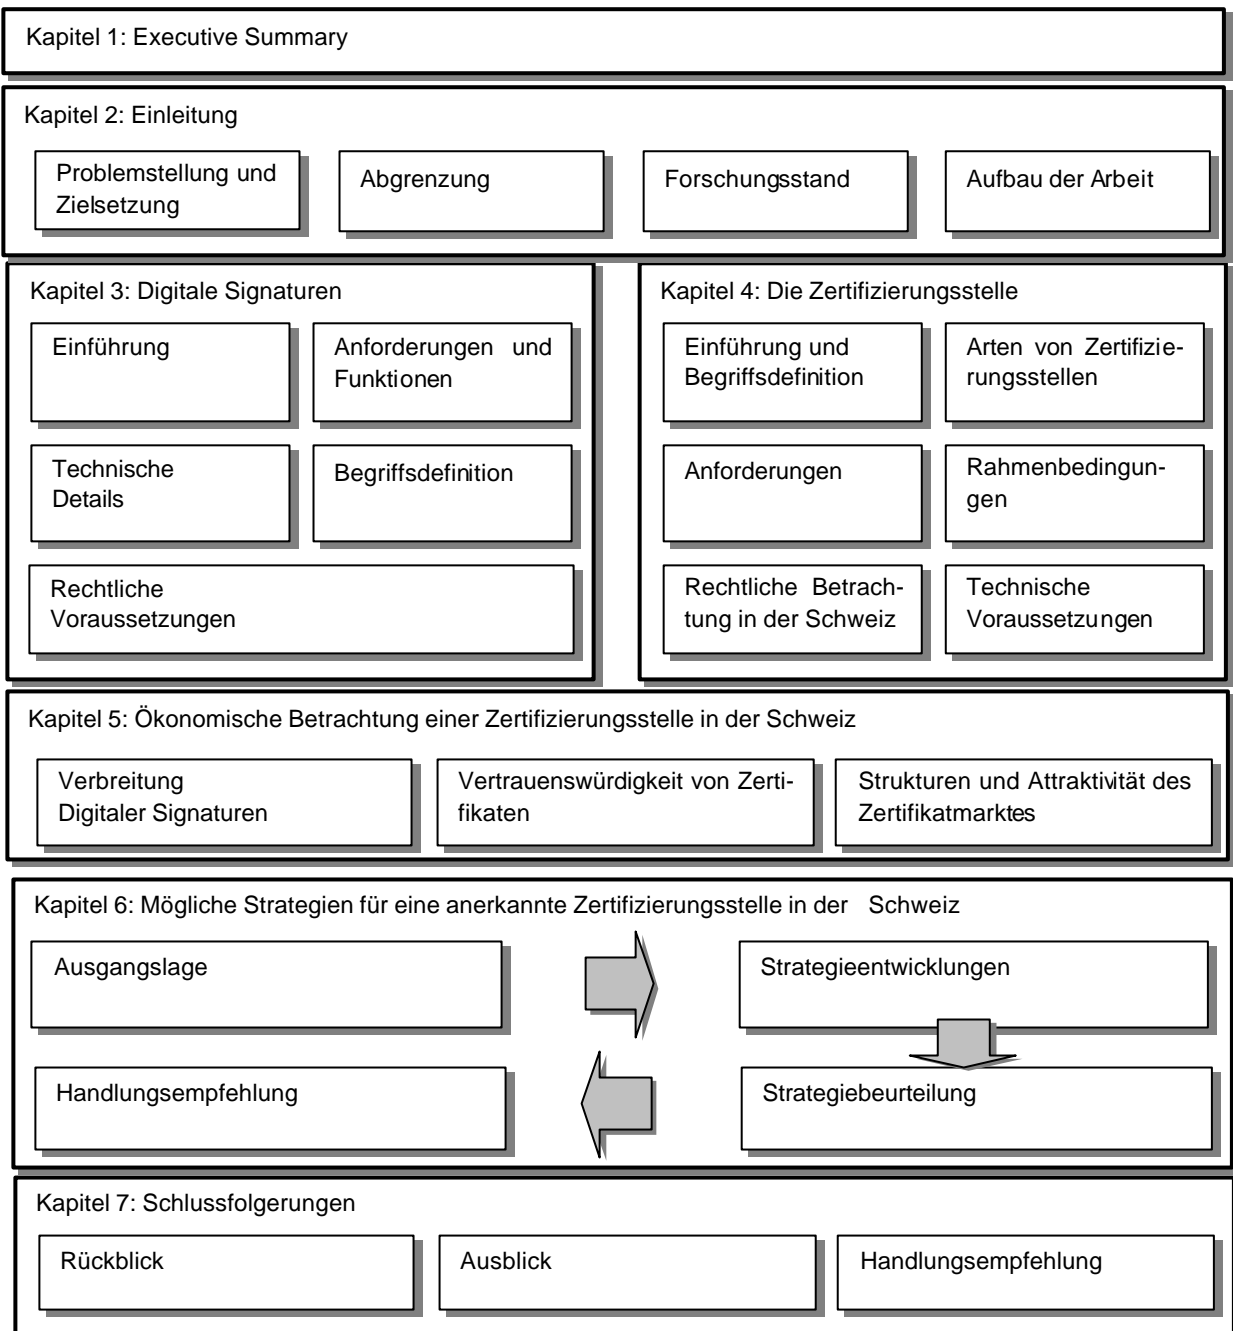 Kapitel 1: Executive Summary
Kapitel 2: Einleitung
Problemstellung und
Zielsetzung
Abgrenzung
Forschungsstand
Aufbau der Arbeit
Kapitel 3: Digitale Signaturen
Einführung
Anforderungen und
Funktionen
Technische
Details
Begriffsdefinition
Rechtliche
Voraussetzungen
Kapitel 4: Die Zertifizierungsstelle
Einführung und
Begriffsdefinition
Arten von Zertifizie-
rungsstellen
Anforderungen
Rahmenbedingun-
gen
Rechtliche Betrach-
tung in der Schweiz
Technische
Voraussetzungen
Kapitel 5: Ökonomische Betrachtung einer Zertifizierungsstelle in der Schweiz
Verbreitung
Digitaler Signaturen
Vertrauenswürdigkeit von Zerti-
fikaten
Strukturen und Attraktivität des
Zertifikatmarktes
Kapitel 6: Mögliche Strategien für eine anerkannte Zertifizierungsstelle in der Schweiz
Ausgangslage
Strategieentwicklungen
Handlungsempfehlung
Strategiebeurteilung
Kapitel 7: Schlussfolgerungen
Rückblick
Ausblick
Handlungsempfehlung